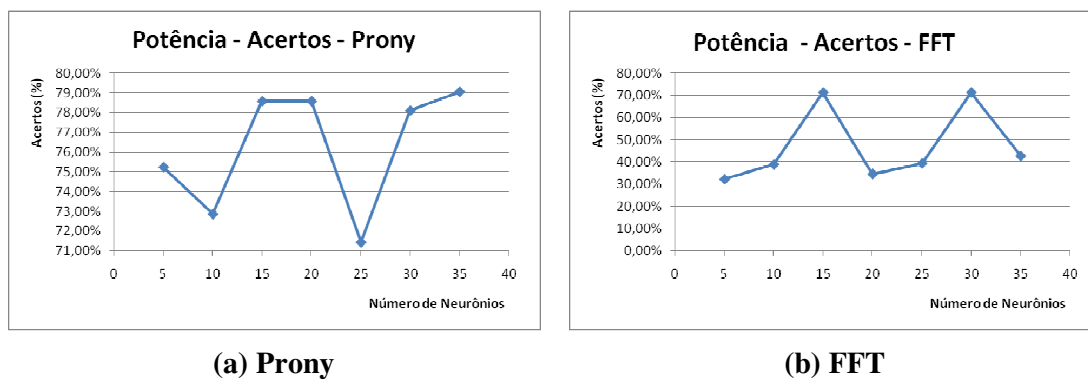 Potência - Acertos - Prony
Acertos (%)
80,00%
79,00%
78,00%
77,00%
76,00%
75,00%
74,00%
73,00%
72,00%
71,00%
0 5 10 15 20 25 30 35 40
Número de Neurônios
(a) Prony
Potência - Acertos - FFT
Acertos (%)
80,00%
70,00%
60,00%
50,00%
40,00%
30,00%
20,00%
10,00%
0,00%
0 5 10 15 20 25 30 35 40
Número de Neurônios
(b) FFT